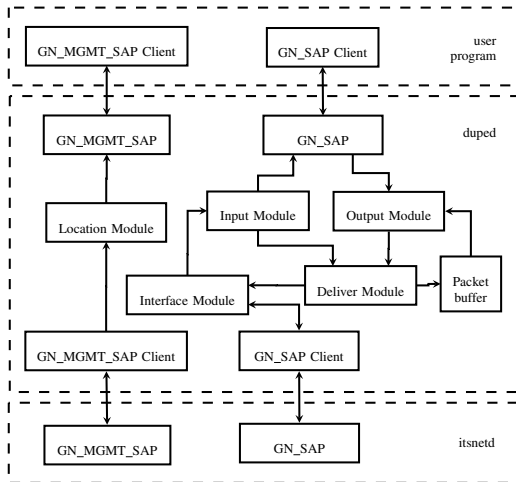 GN_MGMT_SAP Client
GN_SAP Client
user
program
GN_MGMT_SAP
GN_SAP
duped
Location Module
Input Module
Output Module
Interface Module
Deliver Module
Packet
buffer
GN_MGMT_SAP Client
GN_SAP Client
GN_MGMT_SAP
GN_SAP
itsnetd